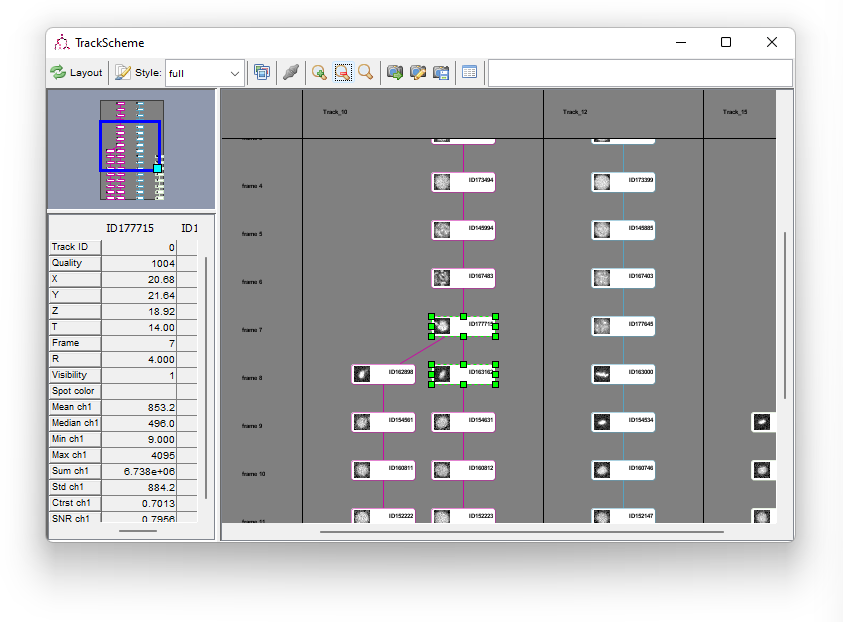 TrackScheme
Layout Style: full
Track_10 Track_12 Track_15
frame 4 ID173494 ID173399
frame 5 ID145994 ID145885
frame 6 ID167483 ID167403
frame 7 ID177715 ID177645
frame 8 ID162898 ID163162 ID163000
frame 9 ID154561 ID154631 ID154534
frame 10 ID160811 ID160812 ID160746
frame 11 ID152222 ID152223 ID152147
ID177715 ID1
Track ID 0
Quality 1004
X 20.68
Y 21.64
Z 18.92
T 14.00
Frame 7
R 4.000
Visibility 1
Spot color
Mean ch1 853.2
Median ch1 496.0
Min ch1 9.000
Max ch1 4095
Sum ch1 6.738e+06
Std ch1 884.2
Ctrst ch1 0.7013
SNR ch1 0.7956